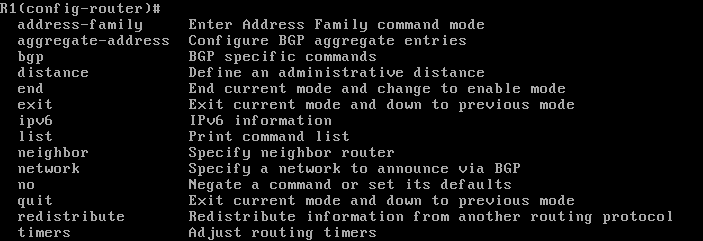 R1(config-router)#
address-family Enter Address Family command mode
aggregate-address Configure BGP aggregate entries
bgp BGP specific commands
distance Define an administrative distance
end End current mode and change to enable mode
exit Exit current mode and down to previous mode
ipv6 IPv6 information
list Print command list
neighbor Specify neighbor router
network Specify a network to announce via BGP
no Negate a command or set its defaults
quit Exit current mode and down to previous mode
redistribute Redistribute information from another routing protocol
timers Adjust routing timers